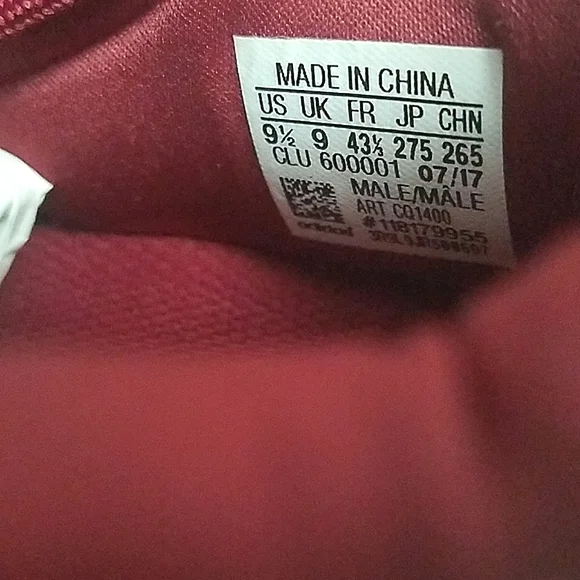 MADE IN CHINA
US UK FR JP CHN
9½ 9 43⅓ 275 265
CLU 600001 07/17
MALE/MÂLE
ART CQ1400
adidas #118179955